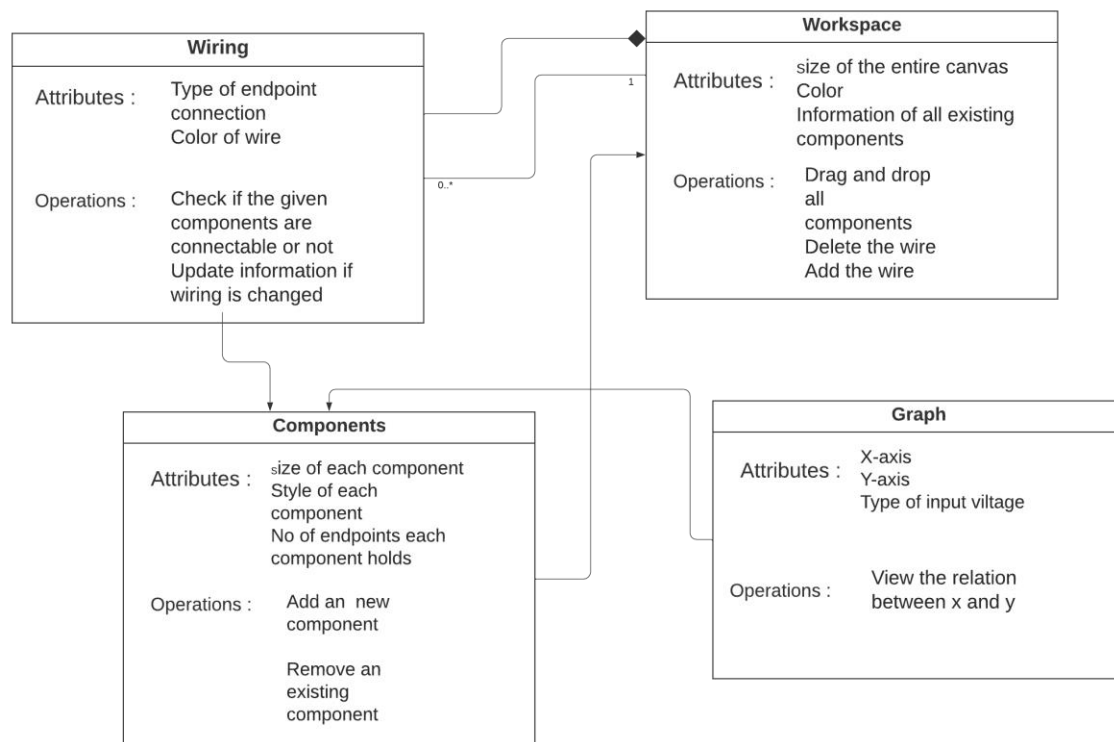 Wiring
Attributes :
Type of endpoint
connection
Color of wire
Operations :
Check if the given
components are
connectable or not
Update information if
wiring is changed
Workspace
Attributes :
size of the entire canvas
Color
Information of all existing
components
Operations :
Drag and drop
all
components
Delete the wire
Add the wire
1
0..*
Components
Attributes :
size of each component
Style of each
component
No of endpoints each
component holds
Operations :
Add an new
component
Remove an
existing
component
Graph
Attributes :
X-axis
Y-axis
Type of input viltage
Operations :
View the relation
between x and y